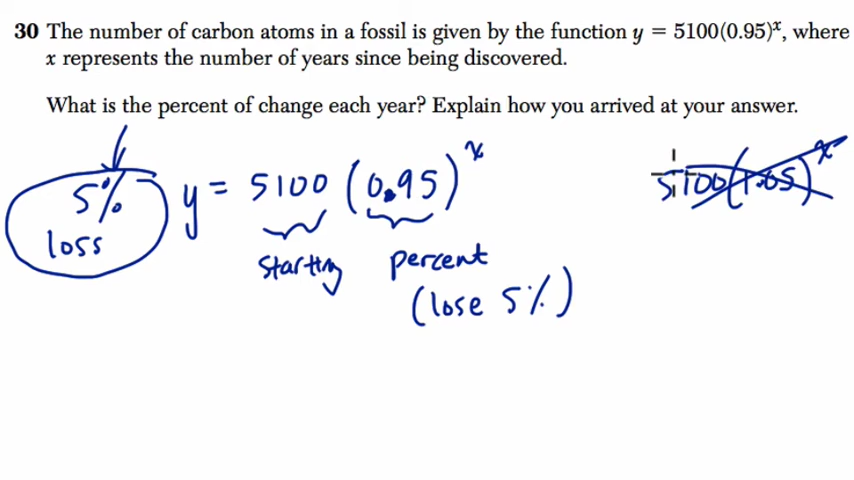 30 The number of carbon atoms in a fossil is given by the function y = 5100(0.95)^x, where
x represents the number of years since being discovered.
What is the percent of change each year? Explain how you arrived at your answer.
5%
loss
y = 5100 (0.95)^x
starting
percent
(lose 5%)
5100(1.05)^x